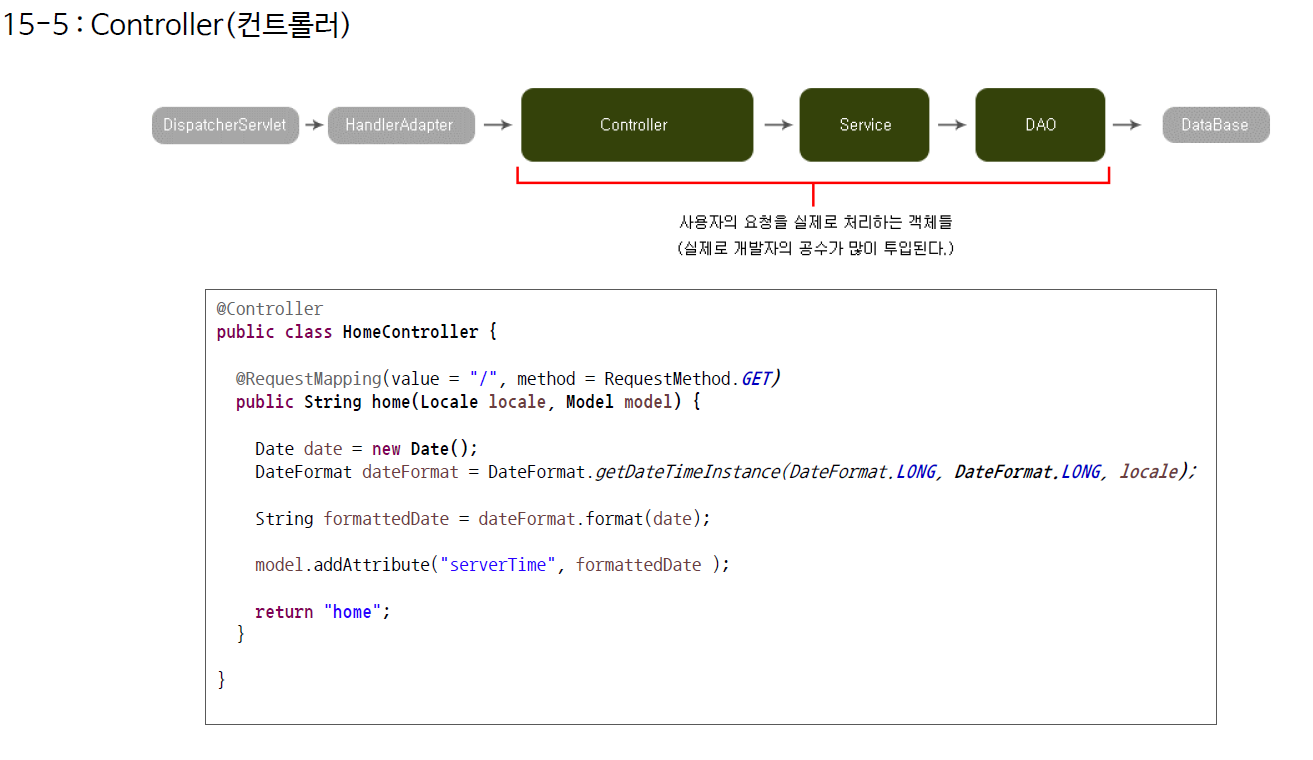 15-5 : Controller(컨트롤러)
DispatcherServlet HandlerAdapter Controller Service DAO DataBase
사용자의 요청을 실제로 처리하는 객체들
(실제로 개발자의 공수가 많이 투입된다.)
@Controller
public class HomeController {
@RequestMapping(value = "/", method = RequestMethod.GET)
public String home(Locale locale, Model model) {
Date date = new Date();
DateFormat dateFormat = DateFormat.getDateTimeInstance(DateFormat.LONG, DateFormat.LONG, locale);
String formattedDate = dateFormat.format(date);
model.addAttribute("serverTime", formattedDate );
return "home";
}
}